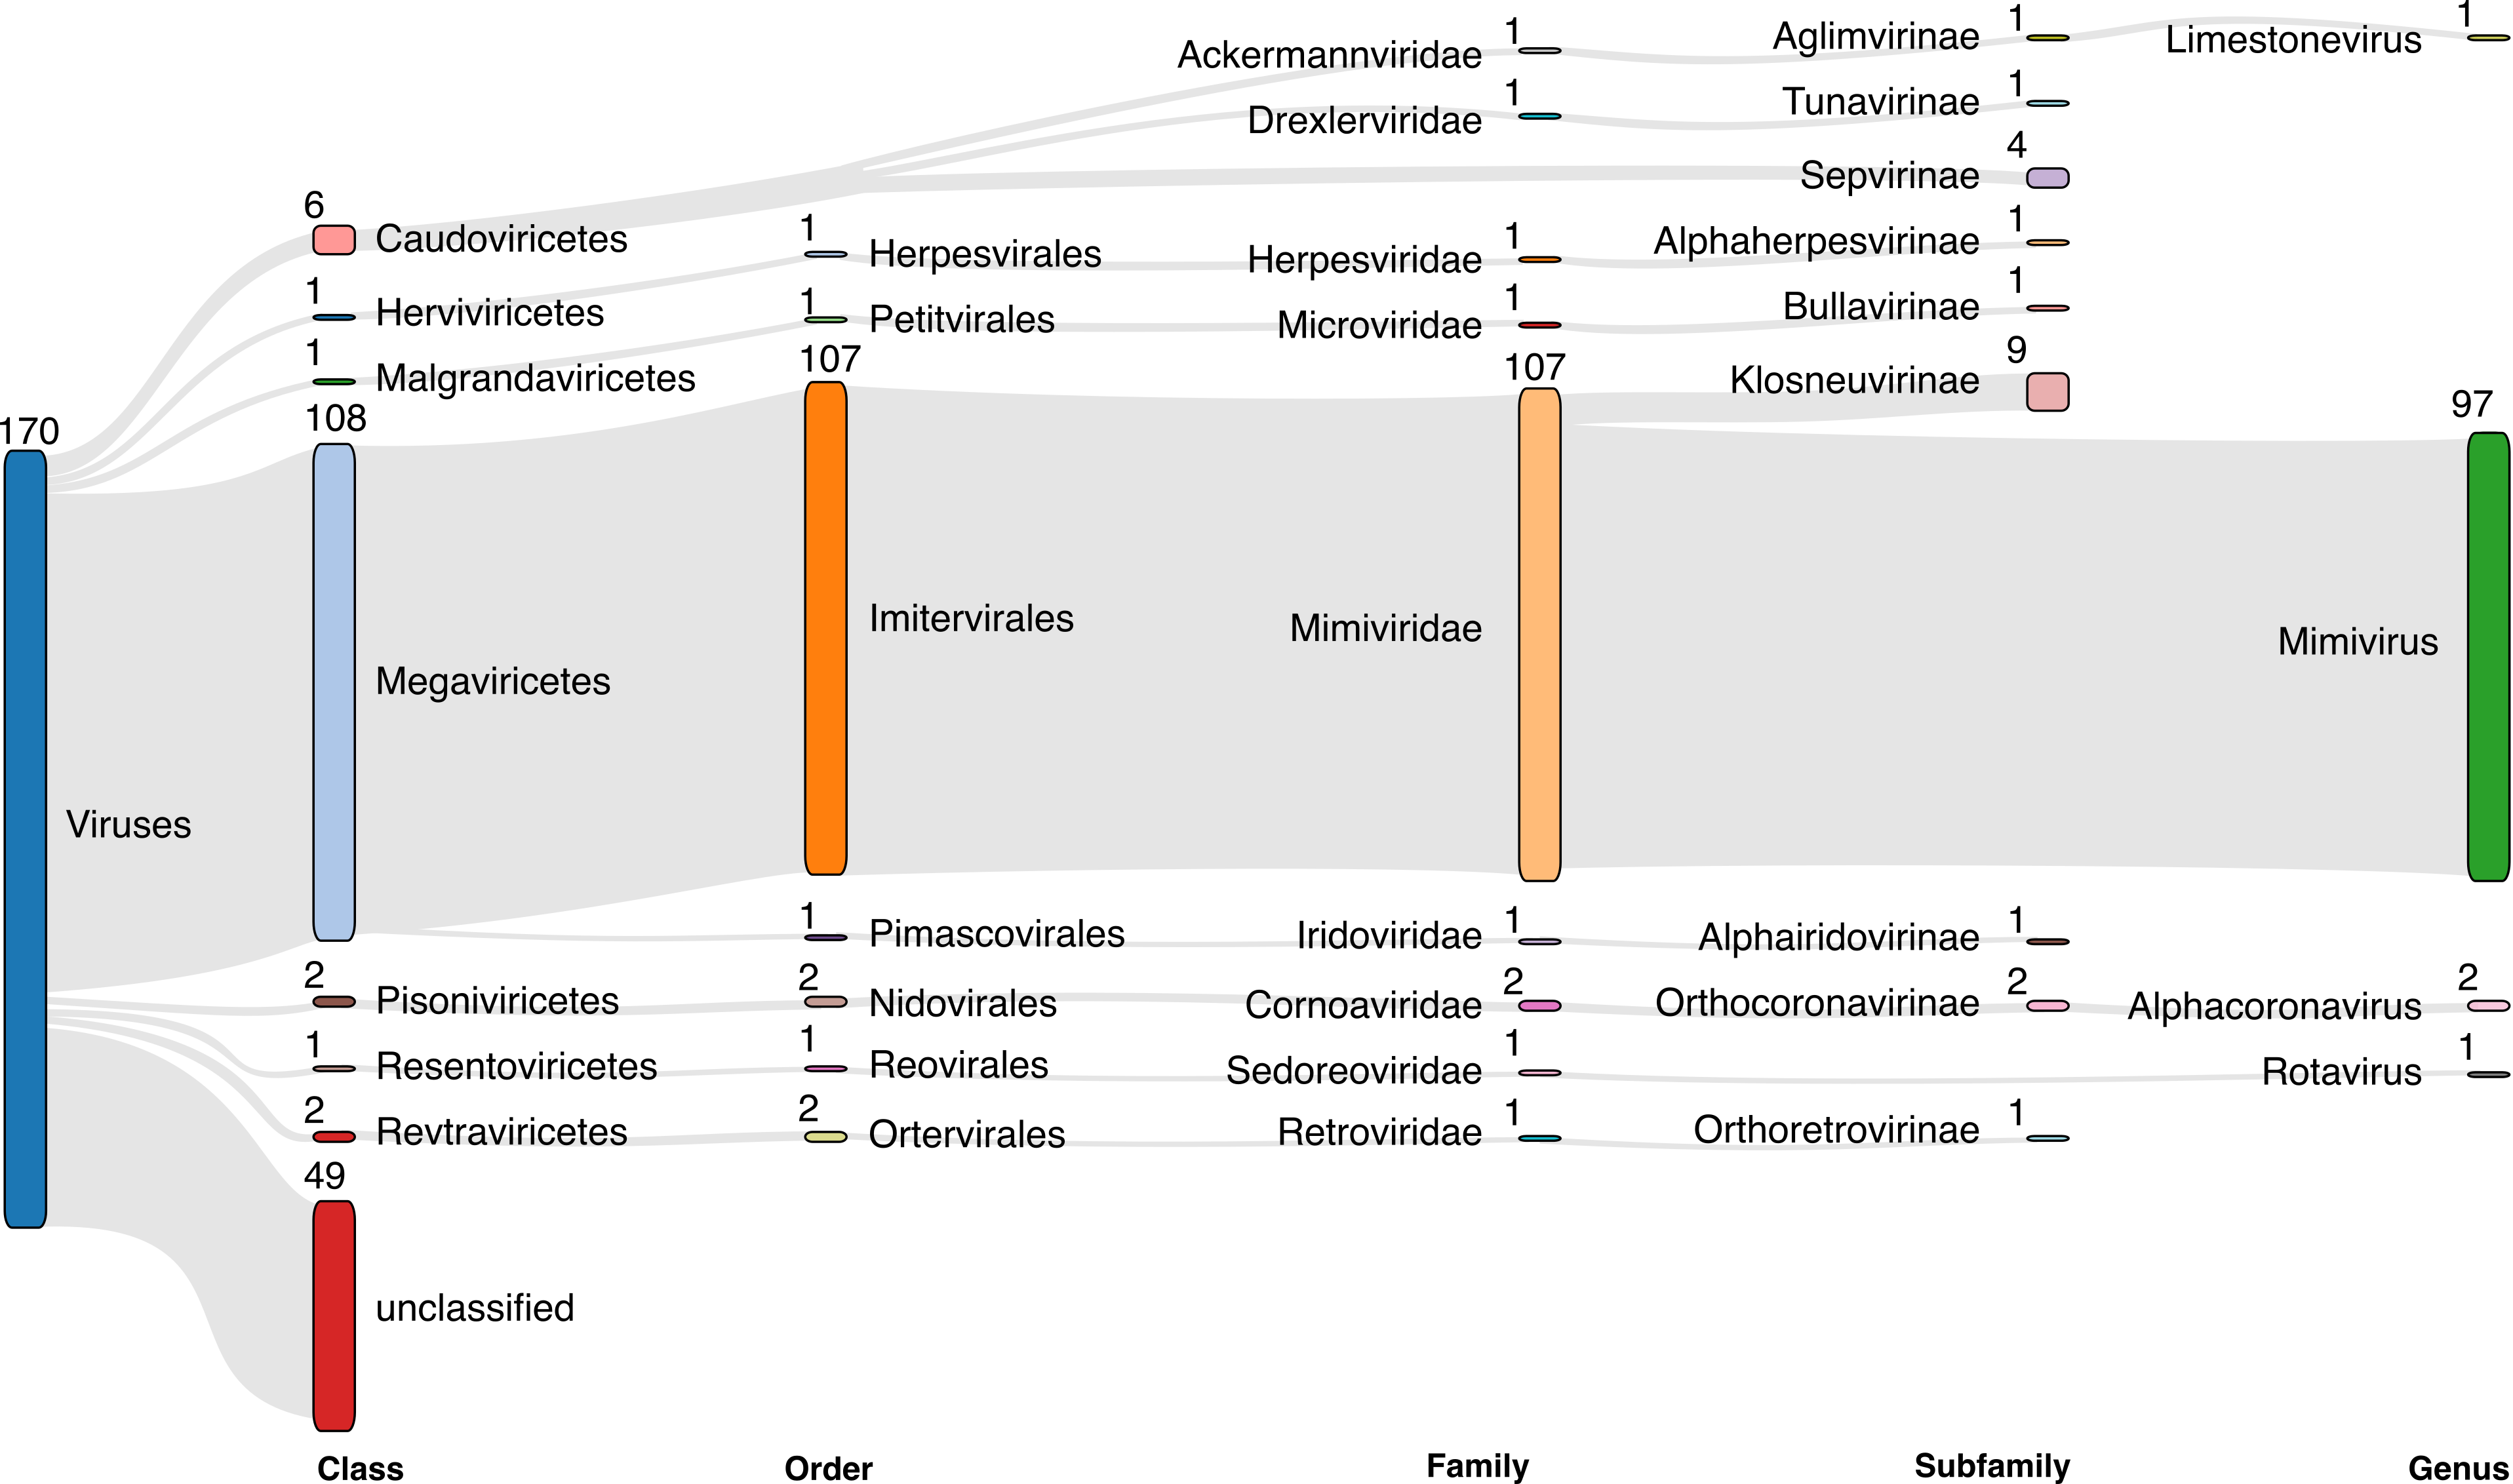 170
Viruses
6
Caudoviricetes
1
Herviviricetes
1
Malgrandaviricetes
108
Megaviricetes
2
Pisoniviricetes
1
Resentoviricetes
2
Revtraviricetes
49
unclassified
Class
1
Herpesvirales
1
Petitvirales
107
Imitervirales
1
Pimascovirales
2
Nidovirales
1
Reovirales
2
Ortervirales
Order
1
Ackermannviridae
1
Drexlerviridae
1
Herpesviridae
1
Microviridae
107
Mimiviridae
1
Iridoviridae
2
Cornoaviridae
1
Sedoreoviridae
1
Retroviridae
Family
1
Aglimvirinae
1
Tunavirinae
4
Sepvirinae
1
Alphaherpesvirinae
1
Bullavirinae
9
Klosneuvirinae
1
Alphairidovirinae
2
Orthocoronavirinae
1
Orthoretrovirinae
Subfamily
1
Limestonevirus
97
Mimivirus
2
Alphacoronavirus
1
Rotavirus
Genus